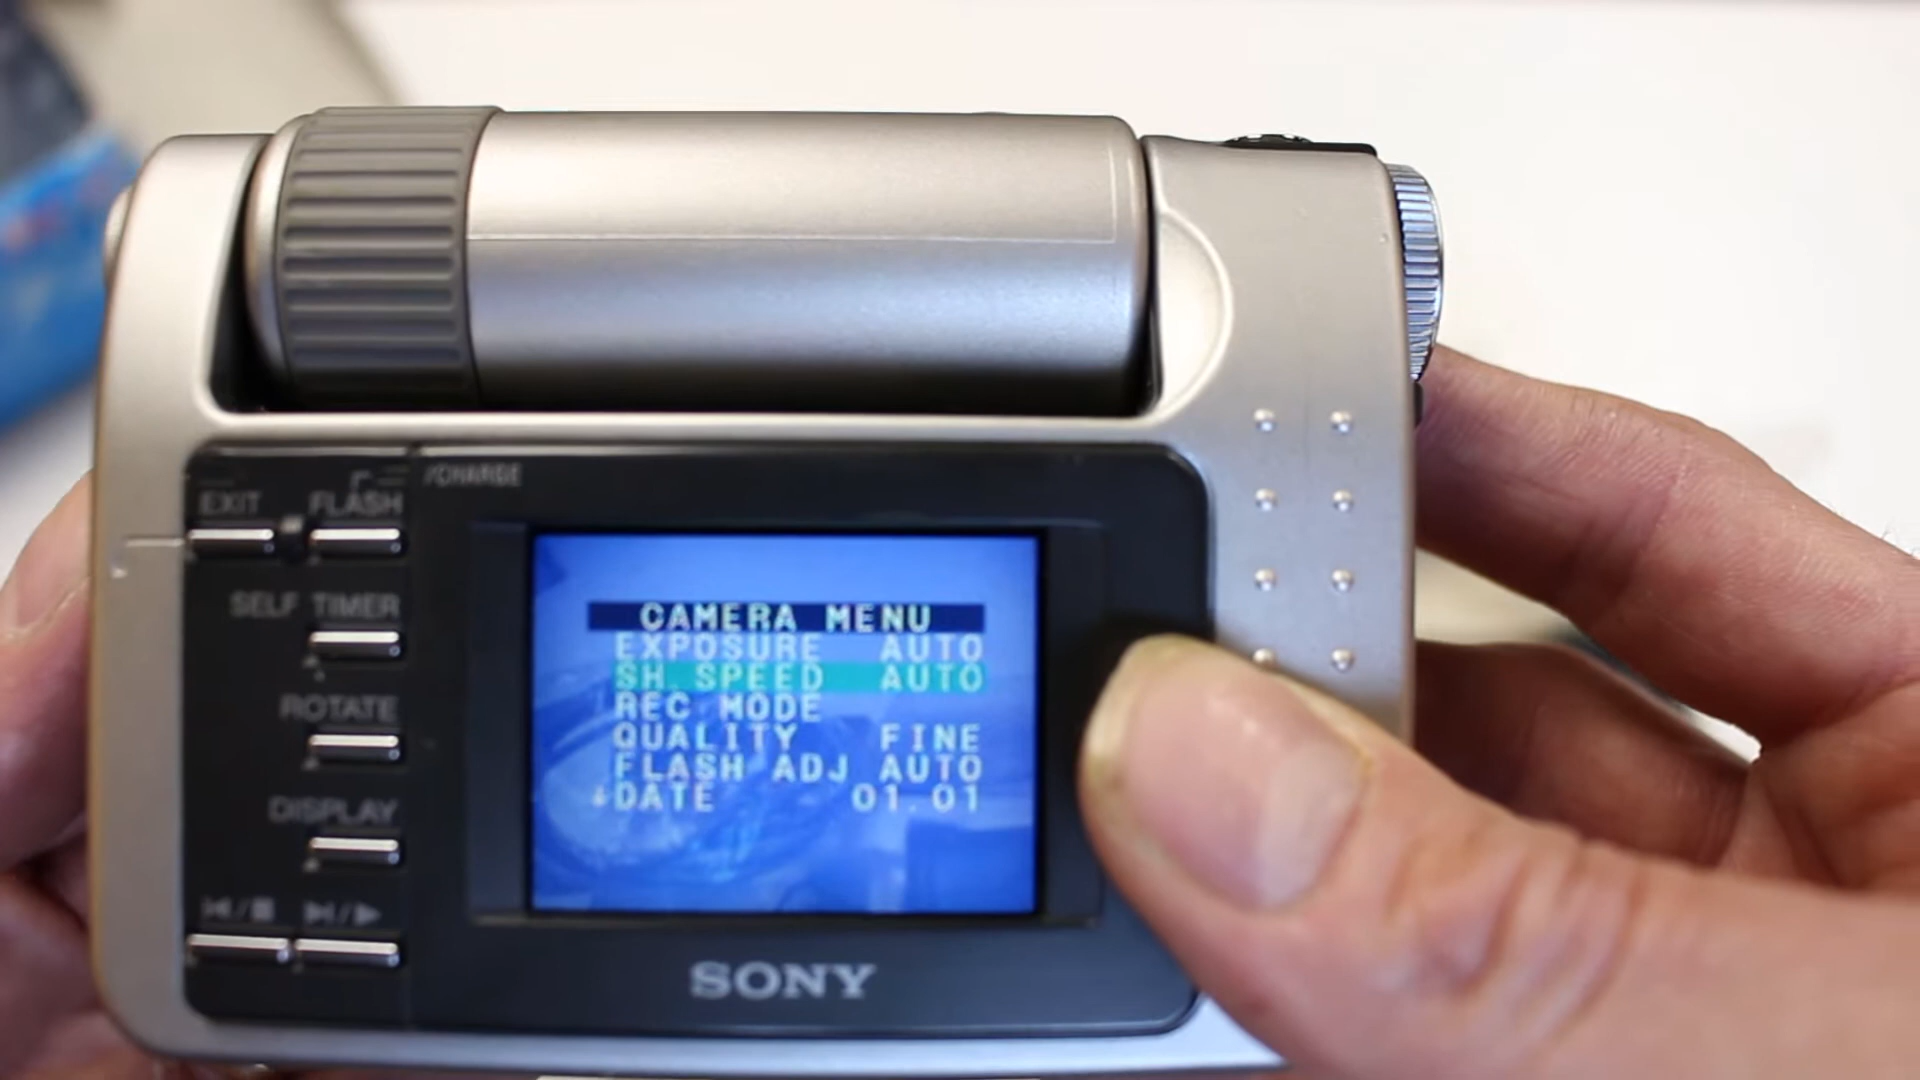 /CHARGE
EXIT FLASH
SELF TIMER
ROTATE
DISPLAY
CAMERA MENU
EXPOSURE AUTO
SH. SPEED AUTO
REC MODE
QUALITY FINE
FLASH ADJ AUTO
DATE 01.01
SONY